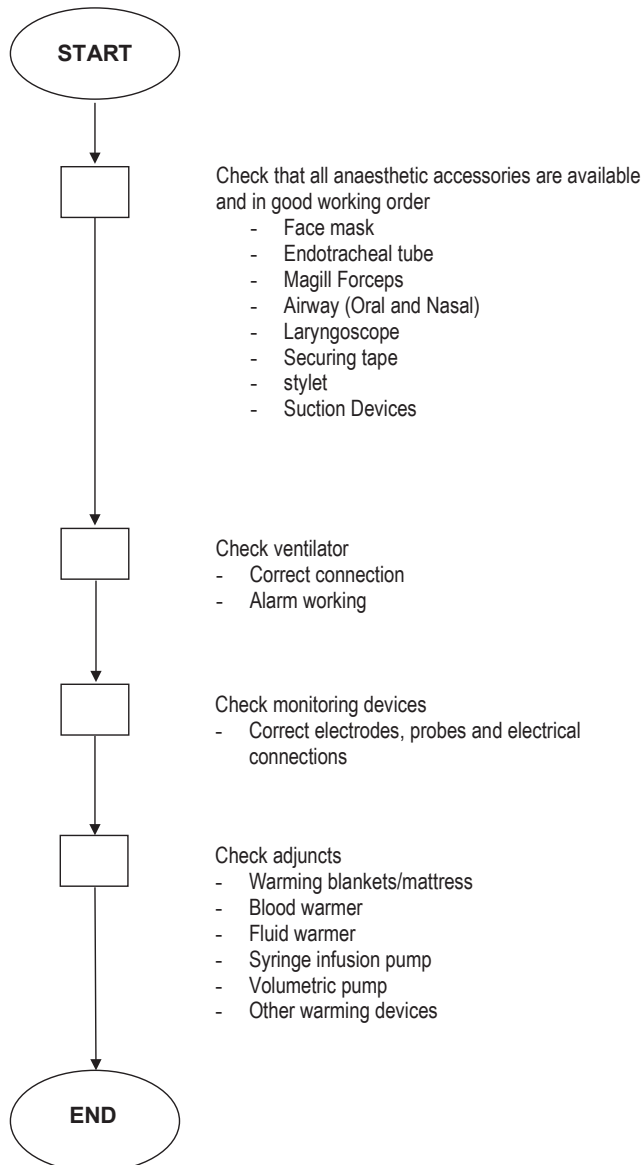 START
Check that all anaesthetic accessories are available
and in good working order
- Face mask
- Endotracheal tube
- Magill Forceps
- Airway (Oral and Nasal)
- Laryngoscope
- Securing tape
- stylet
- Suction Devices
Check ventilator
- Correct connection
- Alarm working
Check monitoring devices
- Correct electrodes, probes and electrical
connections
Check adjuncts
- Warming blankets/mattress
- Blood warmer
- Fluid warmer
- Syringe infusion pump
- Volumetric pump
- Other warming devices
END